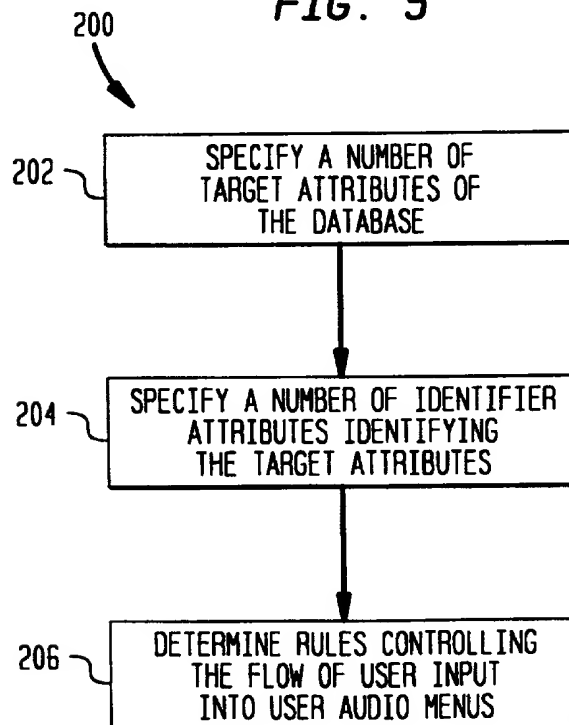 FIG. 5
200
202
SPECIFY A NUMBER OF
TARGET ATTRIBUTES OF
THE DATABASE
204
SPECIFY A NUMBER OF IDENTIFIER
ATTRIBUTES IDENTIFYING
THE TARGET ATTRIBUTES
206
DETERMINE RULES CONTROLLING
THE FLOW OF USER INPUT
INTO USER AUDIO MENUS